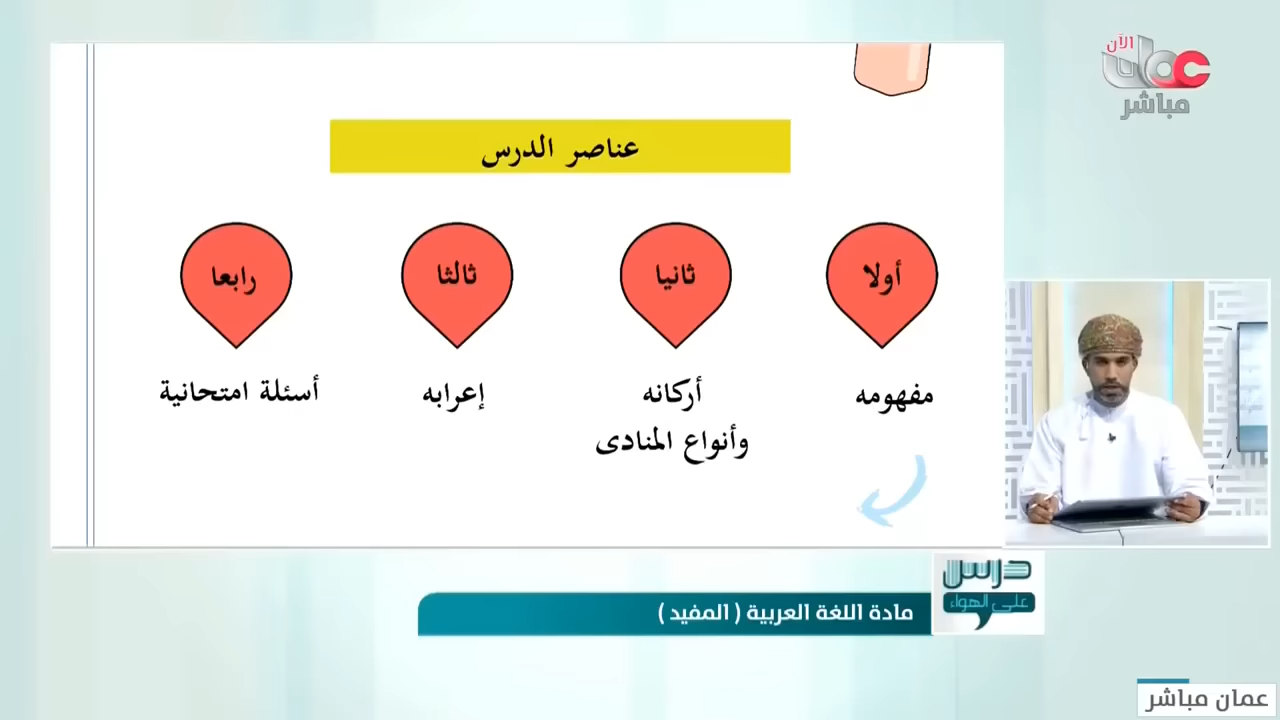 الآن
عمان
مباشر
عناصر الدرس
أولا
ثانيا
ثالثا
رابعا
مفهومه
أركانه
وأنواع المنادى
إعرابه
أسئلة امتحانية
درس
على الهواء
مادة اللغة العربية ( المفيد )
عمان مباشر